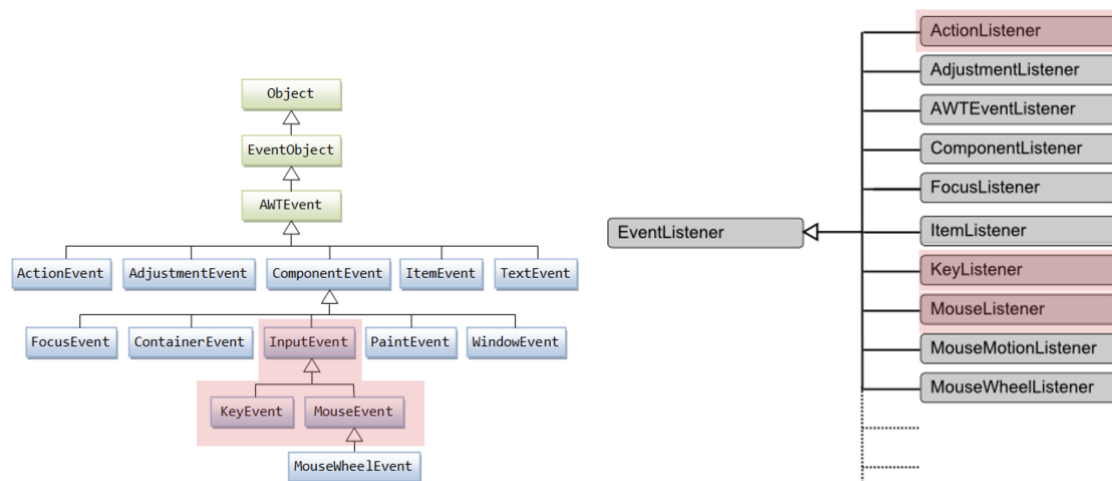 Object
EventObject
AWTEvent
ActionEvent
AdjustmentEvent
ComponentEvent
ItemEvent
TextEvent
FocusEvent
ContainerEvent
InputEvent
PaintEvent
WindowEvent
KeyEvent
MouseEvent
MouseWheelEvent
EventListener
ActionListener
AdjustmentListener
AWTEventListener
ComponentListener
FocusListener
ItemListener
KeyListener
MouseListener
MouseMotionListener
MouseWheelListener